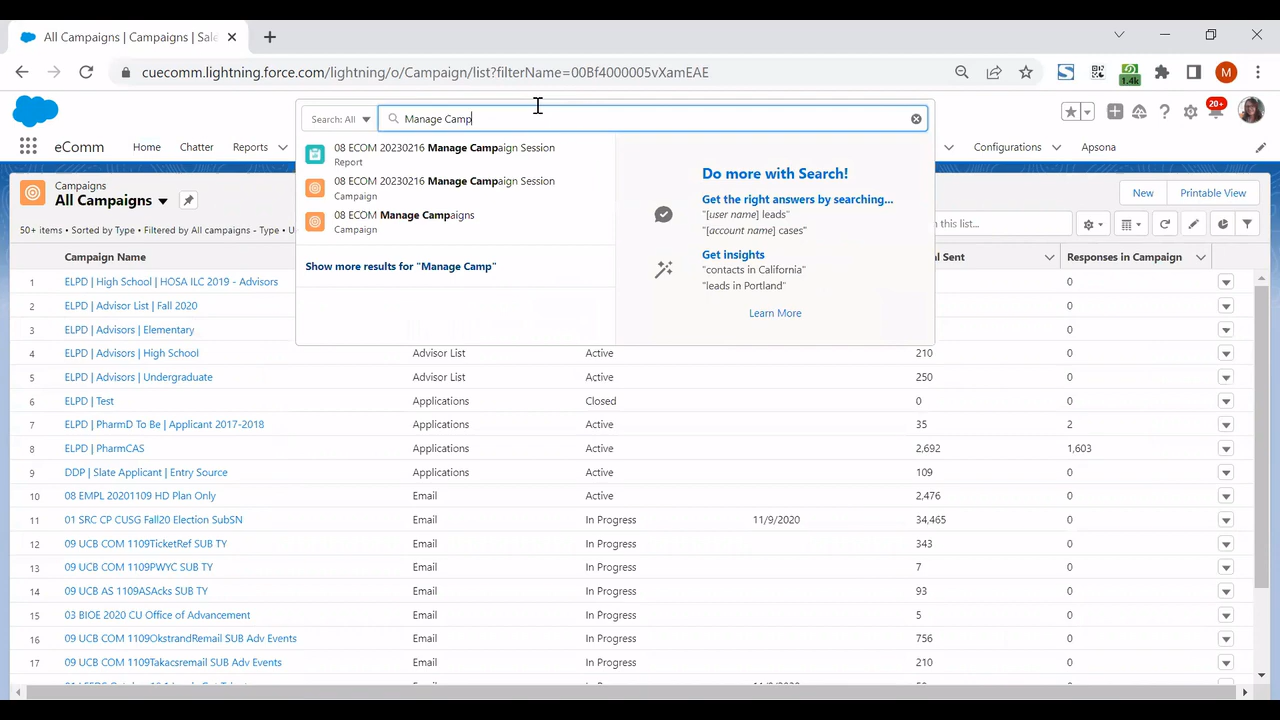 All Campaigns | Campaigns | Sale
cuecomm.lightning.force.com/lightning/o/Campaign/list?filterName=00Bf4000005vXamEAE
1.4k
M
Search: All
Manage Camp
20+
eComm
Home
Chatter
Reports
Configurations
Apsona
08 ECOM 20230216 Manage Campaign Session
Report
08 ECOM 20230216 Manage Campaign Session
Campaign
08 ECOM Manage Campaigns
Campaign
Show more results for "Manage Camp"
Do more with Search!
Get the right answers by searching...
"[user name] leads"
"[account name] cases"
Get insights
"contacts in California"
"leads in Portland"
Learn More
Campaigns
All Campaigns
New
Printable View
50+ items • Sorted by Type • Filtered by All campaigns - Type • U
this list...
Campaign Name
l Sent
Responses in Campaign
1 ELPD | High School | HOSA ILC 2019 - Advisors 0
2 ELPD | Advisor List | Fall 2020 0
3 ELPD | Advisors | Elementary 0
4 ELPD | Advisors | High School Advisor List Active 210 0
5 ELPD | Advisors | Undergraduate Advisor List Active 250 0
6 ELPD | Test Applications Closed 0 0
7 ELPD | PharmD To Be | Applicant 2017-2018 Applications Active 35 2
8 ELPD | PharmCAS Applications Active 2,692 1,603
9 DDP | Slate Applicant | Entry Source Applications Active 109 0
10 08 EMPL 20201109 HD Plan Only Email Active 2,476 0
11 01 SRC CP CUSG Fall20 Election SubSN Email In Progress 11/9/2020 34,465 0
12 09 UCB COM 1109TicketRef SUB TY Email In Progress 343 0
13 09 UCB COM 1109PWYC SUB TY Email In Progress 7 0
14 09 UCB AS 1109ASAcks SUB TY Email In Progress 93 0
15 03 BIOE 2020 CU Office of Advancement Email In Progress 5 0
16 09 UCB COM 1109OkstrandRemail SUB Adv Events Email In Progress 756 0
17 09 UCB COM 1109Takacsremail SUB Adv Events Email In Progress 210 0